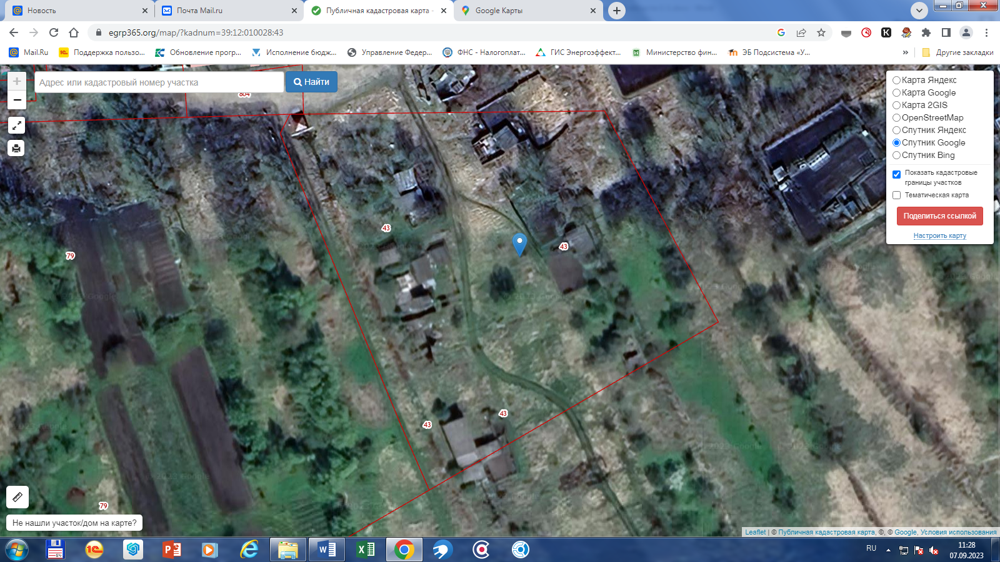 Новость
Почта Mail.ru
Публичная кадастровая карта -
Google Карты
egrp365.org/map/?kadnum=39:12:010028:43
Mail.Ru
Поддержка пользо...
Обновление прогр...
Исполнение бюдж...
Управление Федер...
ФНС - Налогоплат...
ГИС Энергоэффект...
Министерство фин...
ЭБ Подсистема «У...
»
Другие закладки
+
−
Адрес или кадастровый номер участка
Найти
604
Карта Яндекс
Карта Google
Карта 2GIS
OpenStreetMap
Спутник Яндекс
Спутник Google
Спутник Bing
Показать кадастровые
границы участков
Тематическая карта
Поделиться ссылкой
Настроить карту
43
43
79
43
43
79
Не нашли участок/дом на карте?
Leaflet | © Публичная кадастровая карта, ©, © Google, Условия использования
RU
11:28
07.09.2023